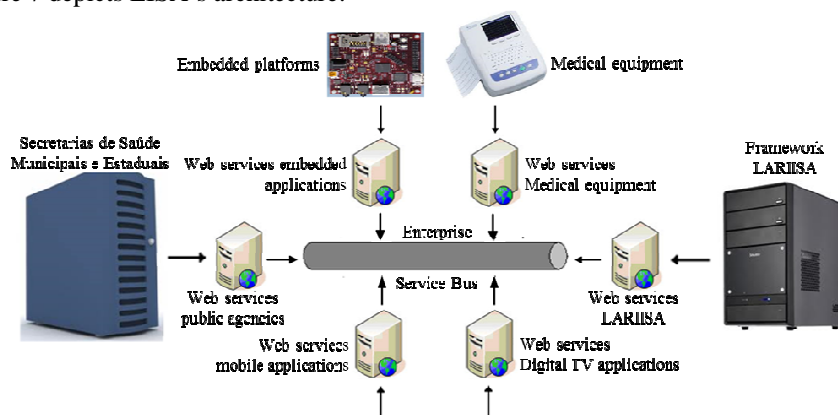 Embedded platforms
Medical equipment
Secretarias de Saúde
Municipais e Estaduais
Web services embedded
applications
Web services
Medical equipment
Framework
LARIISA
Enterprise
Service Bus
Web services
public agencies
Web services
LARIISA
Web services
mobile applications
Web services
Digital TV applications